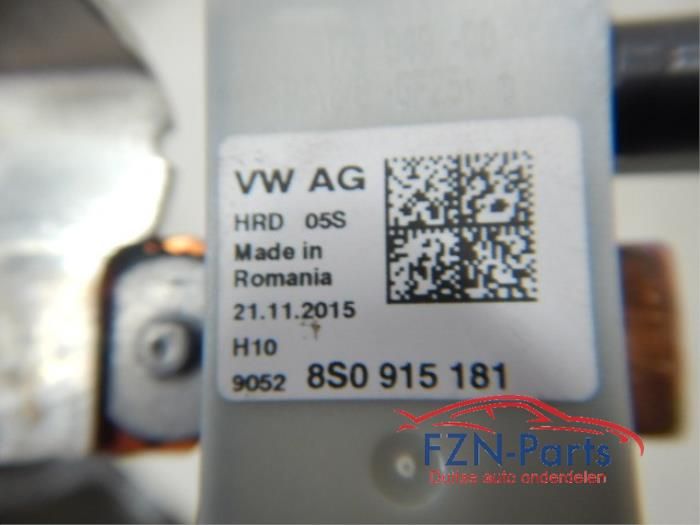 VW AG
HRD 05S
Made in
Romania
21.11.2015
H10
9052 8S0 915 181
FZN-Parts
Duitse auto onderdelen